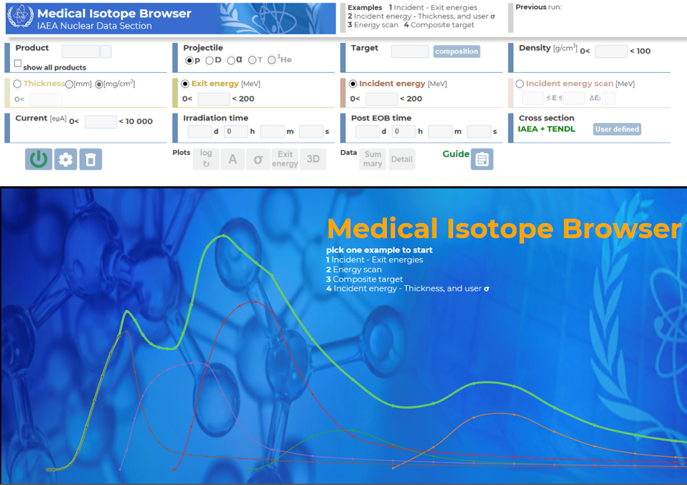 Medical Isotope Browser
IAEA Nuclear Data Section
Examples 1 Incident - Exit energies
2 Incident energy - Thickness, and user σ
3 Energy scan 4 Composite target
Previous run:
Product
show all products
Projectile
p D α T ³He
Target
composition
Density [g/cm³] 0< < 100
Thickness [mm] [mg/cm²]
0<
Exit energy [MeV]
0< < 200
Incident energy [MeV]
0< < 200
Incident energy scan [MeV]
≤ E ≤ ΔE:
Current [eμA] 0< < 10 000
Irradiation time
d 0 h m s
Post EOB time
d 0 h m s
Cross section
IAEA + TENDL User defined
Plots log ↻ A σ Exit energy 3D
Data Sum mary Detail
Guide
Medical Isotope Browser
pick one example to start
1 Incident - Exit energies
2 Energy scan
3 Composite target
4 Incident energy - Thickness, and user σ